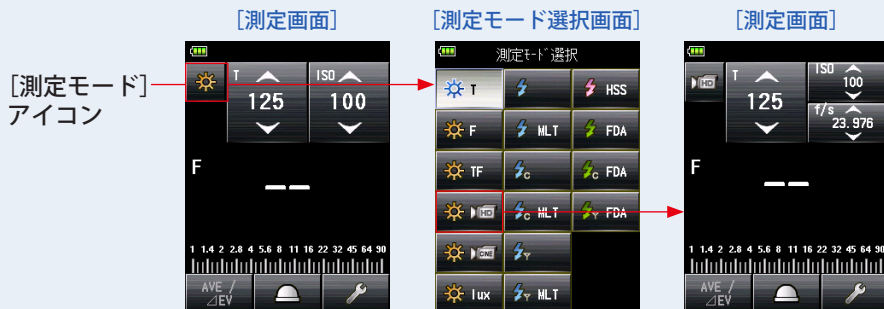 [測定画面]
[測定モード選択画面]
[測定画面]
[測定モード]
アイコン
T
125
ISO
100
F
1 1.4 2 2.8 4 5.6 8 11 16 22 32 45 64 90
AVE /
⊿EV
測定ﾓｰﾄﾞ選択
T
HSS
F
MLT
FDA
TF
C
C FDA
HD
C MLT
Y FDA
CINE
Y
lux
Y MLT
HD
T
125
ISO
100
f/s
23.976
F
1 1.4 2 2.8 4 5.6 8 11 16 22 32 45 64 90
AVE /
⊿EV